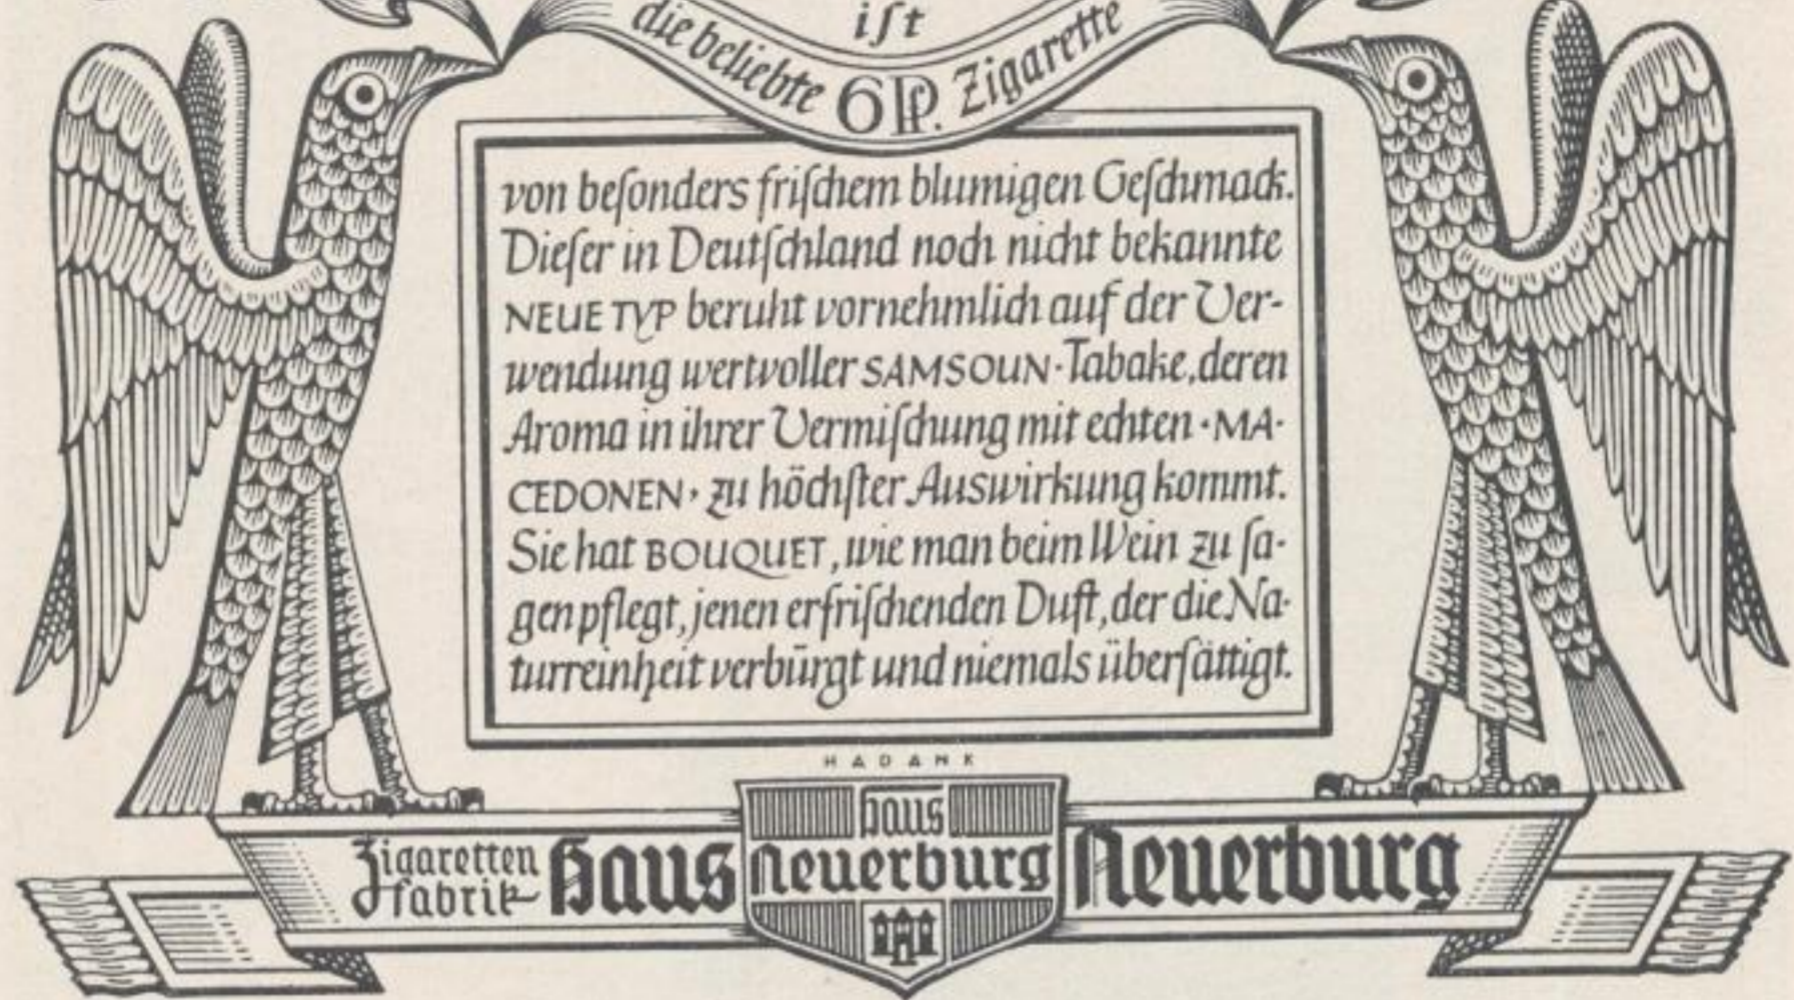 iſt
die beliebte 6 Pf. Zigarette
von beſonders friſchem blumigen Geſchmack.
Dieſer in Deutſchland noch nicht bekannte
NEUE TYP beruht vornehmlich auf der Ver-
wendung wertvoller SAMSOUN-Tabake, deren
Aroma in ihrer Vermiſchung mit echten · MA-
CEDONEN · zu höchſter Auswirkung kommt.
Sie hat BOUQUET, wie man beim Wein zu ſa-
gen pflegt, jenen erfriſchenden Duft, der die Na-
turreinheit verbürgt und niemals überſättigt.
HADANK
Zigaretten
fabrik Haus
haus
Neuerburg
Neuerburg